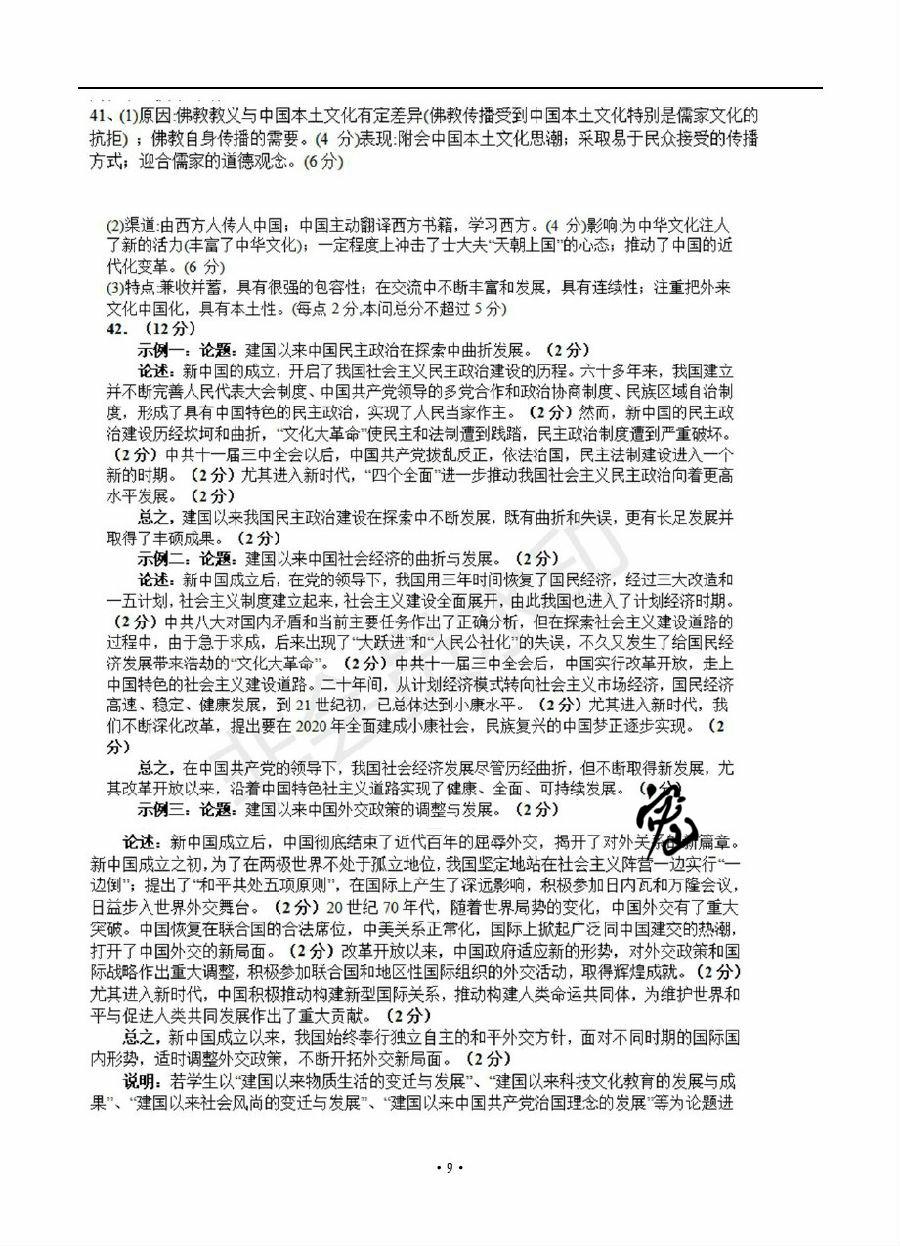 41、(1)原因:佛教教义与中国本土文化有定差异(佛教传播受到中国本土文化特别是儒家文化的
抗拒)；佛教自身传播的需要。(4 分)表现:附会中国本土文化思潮；采取易于民众接受的传播
方式；迎合儒家的道德观念。(6分)
(2)渠道:由西方人传人中国；中国主动翻译西方书籍，学习西方。(4 分)影响:为中华文化注人
了新的活力(丰富了中华文化)；一定程度上冲击了士大夫“天朝上国”的心态；推动了中国的近
代化变革。(6 分)
(3)特点:兼收并蓄，具有很强的包容性；在交流中不断丰富和发展，具有连续性；注重把外来
文化中国化，具有本土性。(每点 2 分,本问总分不超过 5 分)
42．（12 分）
示例一：论题：建国以来中国民主政治在探索中曲折发展。（2 分）
论述：新中国的成立，开启了我国社会主义民主政治建设的历程。六十多年来，我国建立
并不断完善人民代表大会制度、中国共产党领导的多党合作和政治协商制度、民族区域自治制
度，形成了具有中国特色的民主政治，实现了人民当家作主。（2 分）然而，新中国的民主政
治建设历经坎坷和曲折，“文化大革命”使民主和法制遭到践踏，民主政治制度遭到严重破坏。
（2 分）中共十一届三中全会以后，中国共产党拨乱反正，依法治国，民主法制建设进入一个
新的时期。（2 分）尤其进入新时代，“四个全面”进一步推动我国社会主义民主政治向着更高
水平发展。（2 分）
总之，建国以来我国民主政治建设在探索中不断发展，既有曲折和失误，更有长足发展并
取得了丰硕成果。（2 分）
示例二：论题：建国以来中国社会经济的曲折与发展。（2 分）
论述：新中国成立后，在党的领导下，我国用三年时间恢复了国民经济，经过三大改造和
一五计划，社会主义制度建立起来，社会主义建设全面展开，由此我国也进入了计划经济时期。
（2 分）中共八大对国内矛盾和当前主要任务作出了正确分析，但在探索社会主义建设道路的
过程中，由于急于求成，后来出现了“大跃进”和“人民公社化”的失误，不久又发生了给国民经
济发展带来浩劫的“文化大革命”。（2 分）中共十一届三中全会后，中国实行改革开放，走上
中国特色的社会主义建设道路。二十年间，从计划经济模式转向社会主义市场经济，国民经济
高速、稳定、健康发展，到 21 世纪初，已总体达到小康水平。（2 分）尤其进入新时代，我
们不断深化改革，提出要在 2020 年全面建成小康社会，民族复兴的中国梦正逐步实现。（2
分）
总之，在中国共产党的领导下，我国社会经济发展尽管历经曲折，但不断取得新发展，尤
其改革开放以来，沿着中国特色社主义道路实现了健康、全面、可持续发展。（ 分）
示例三：论题：建国以来中国外交政策的调整与发展。（2 分）
论述：新中国成立后，中国彻底结束了近代百年的屈辱外交，揭开了对外关系的新篇章。
新中国成立之初，为了在两极世界不处于孤立地位，我国坚定地站在社会主义阵营一边实行“一
边倒”；提出了“和平共处五项原则”，在国际上产生了深远影响，积极参加日内瓦和万隆会议，
日益步入世界外交舞台。（2 分）20 世纪 70 年代，随着世界局势的变化，中国外交有了重大
突破。中国恢复在联合国的合法席位，中美关系正常化，国际上掀起广泛同中国建交的热潮，
打开了中国外交的新局面。（2 分）改革开放以来，中国政府适应新的形势，对外交政策和国
际战略作出重大调整，积极参加联合国和地区性国际组织的外交活动，取得辉煌成就。（2 分）
尤其进入新时代，中国积极推动构建新型国际关系，推动构建人类命运共同体，为维护世界和
平与促进人类共同发展作出了重大贡献。（2 分）
总之，新中国成立以来，我国始终奉行独立自主的和平外交方针，面对不同时期的国际国
内形势，适时调整外交政策，不断开拓外交新局面。（2 分）
说明：若学生以“建国以来物质生活的变迁与发展”、“建国以来科技文化教育的发展与成
果”、“建国以来社会风尚的变迁与发展”、“建国以来中国共产党治国理念的发展”等为论题进
· 9 ·